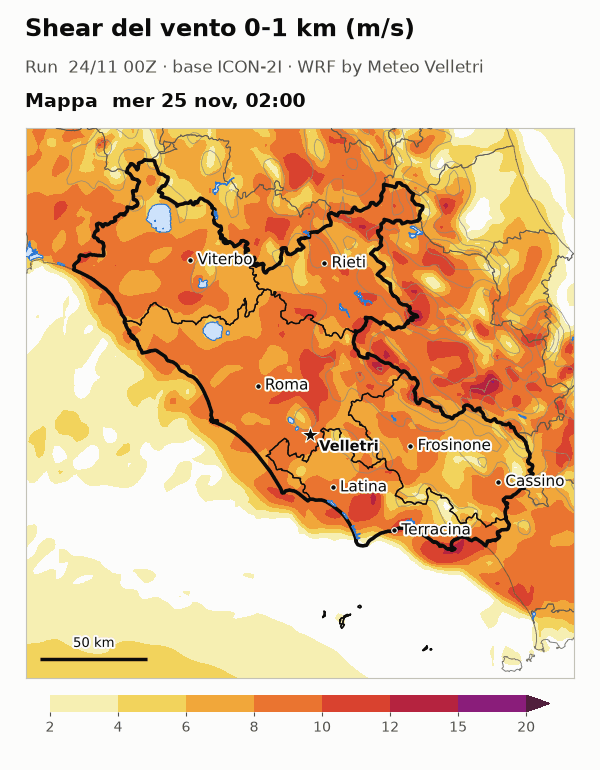 Shear del vento 0-1 km (m/s)
Run  24/11 00Z · base ICON-2I · WRF by Meteo Velletri
Mappa  mer 25 nov, 02:00
Viterbo
Rieti
Roma
Velletri
Frosinone
Cassino
Latina
Terracina
50 km
2 4 6 8 10 12 15 20